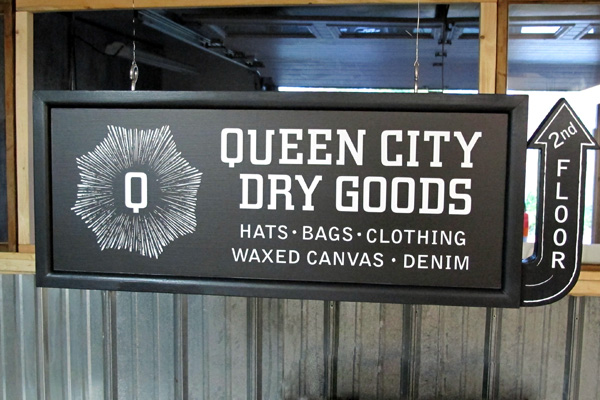 Q
QUEEN CITY
DRY GOODS
HATS · BAGS · CLOTHING
WAXED CANVAS · DENIM
2nd
FLOOR